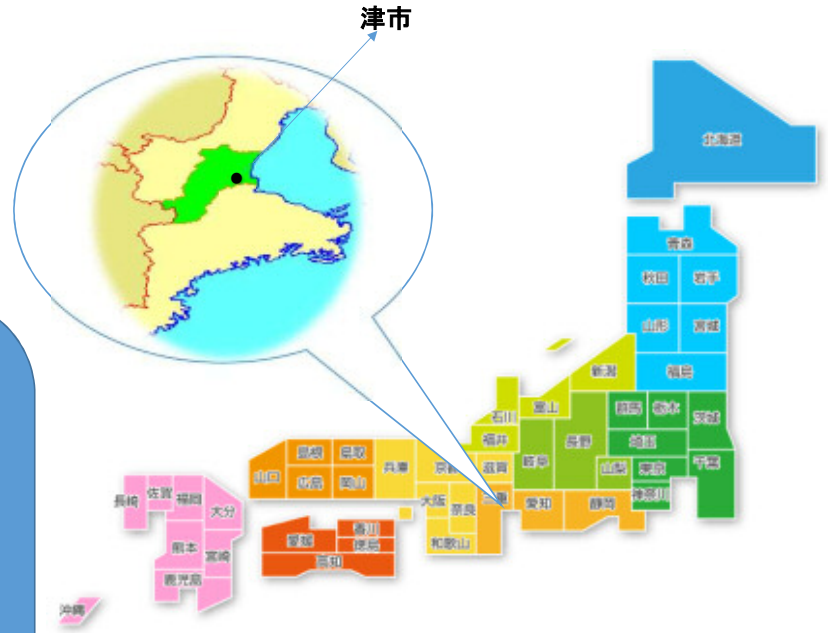 津市
北海道
青森
秋田
岩手
山形
宮城
新潟
福島
富山
石川
群馬
栃木
茨城
福井
長野
埼玉
岐阜
島根
鳥取
兵庫
京都
滋賀
山梨
東京
千葉
山口
広島
岡山
神奈川
三重
愛知
静岡
大阪
奈良
長崎
佐賀
福岡
大分
香川
愛媛
徳島
和歌山
熊本
宮崎
高知
鹿児島
沖縄